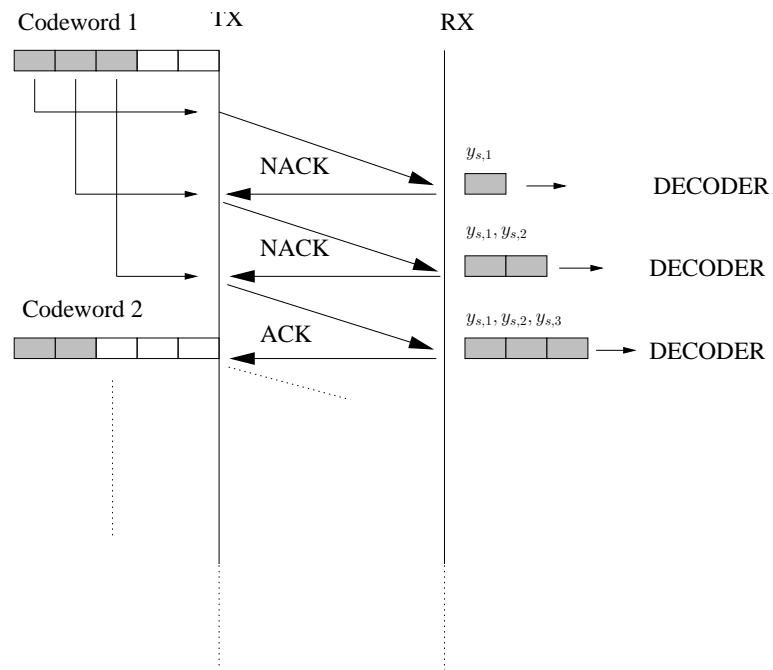 Codeword 1
TX
RX
NACK
y_{s,1}
DECODER
NACK
y_{s,1}, y_{s,2}
DECODER
Codeword 2
ACK
y_{s,1}, y_{s,2}, y_{s,3}
DECODER